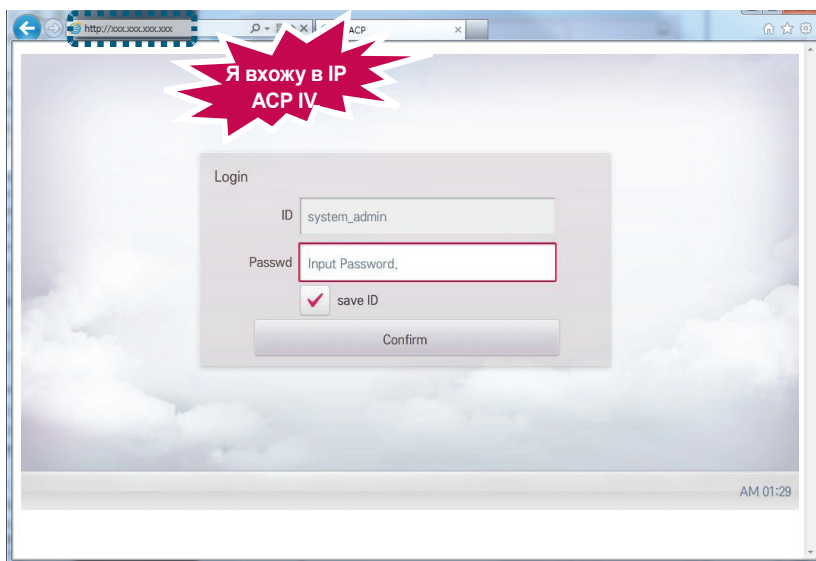 http://xxx.xxx.xxx.xxx
ACP
Я вхожу в IP
ACP IV
Login
ID
system_admin
Passwd
Input Password.
save ID
Confirm
AM 01:29